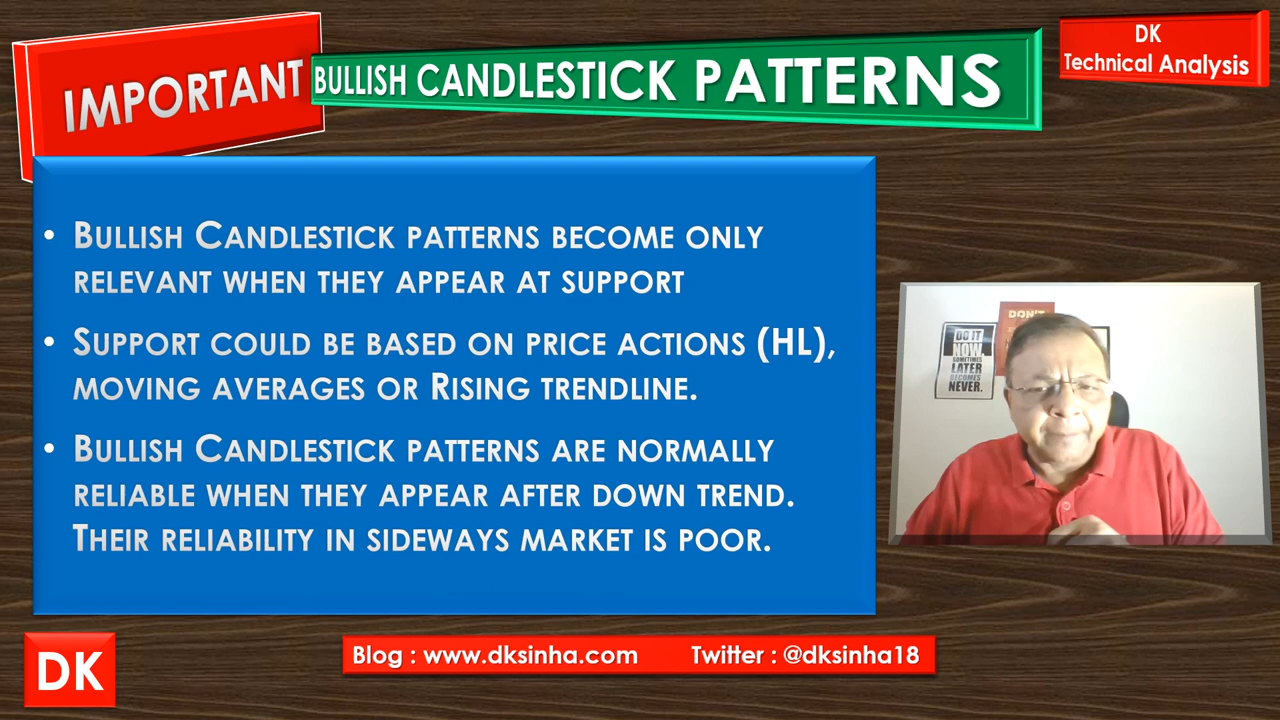 IMPORTANT
BULLISH CANDLESTICK PATTERNS
DK
Technical Analysis
• BULLISH CANDLESTICK PATTERNS BECOME ONLY
RELEVANT WHEN THEY APPEAR AT SUPPORT
• SUPPORT COULD BE BASED ON PRICE ACTIONS (HL),
MOVING AVERAGES OR RISING TRENDLINE.
• BULLISH CANDLESTICK PATTERNS ARE NORMALLY
RELIABLE WHEN THEY APPEAR AFTER DOWN TREND.
THEIR RELIABILITY IN SIDEWAYS MARKET IS POOR.
DON'T
DO IT
NOW.
SOMETIMES
LATER
BECOMES
NEVER.
DK
Blog : www.dksinha.com Twitter : @dksinha18